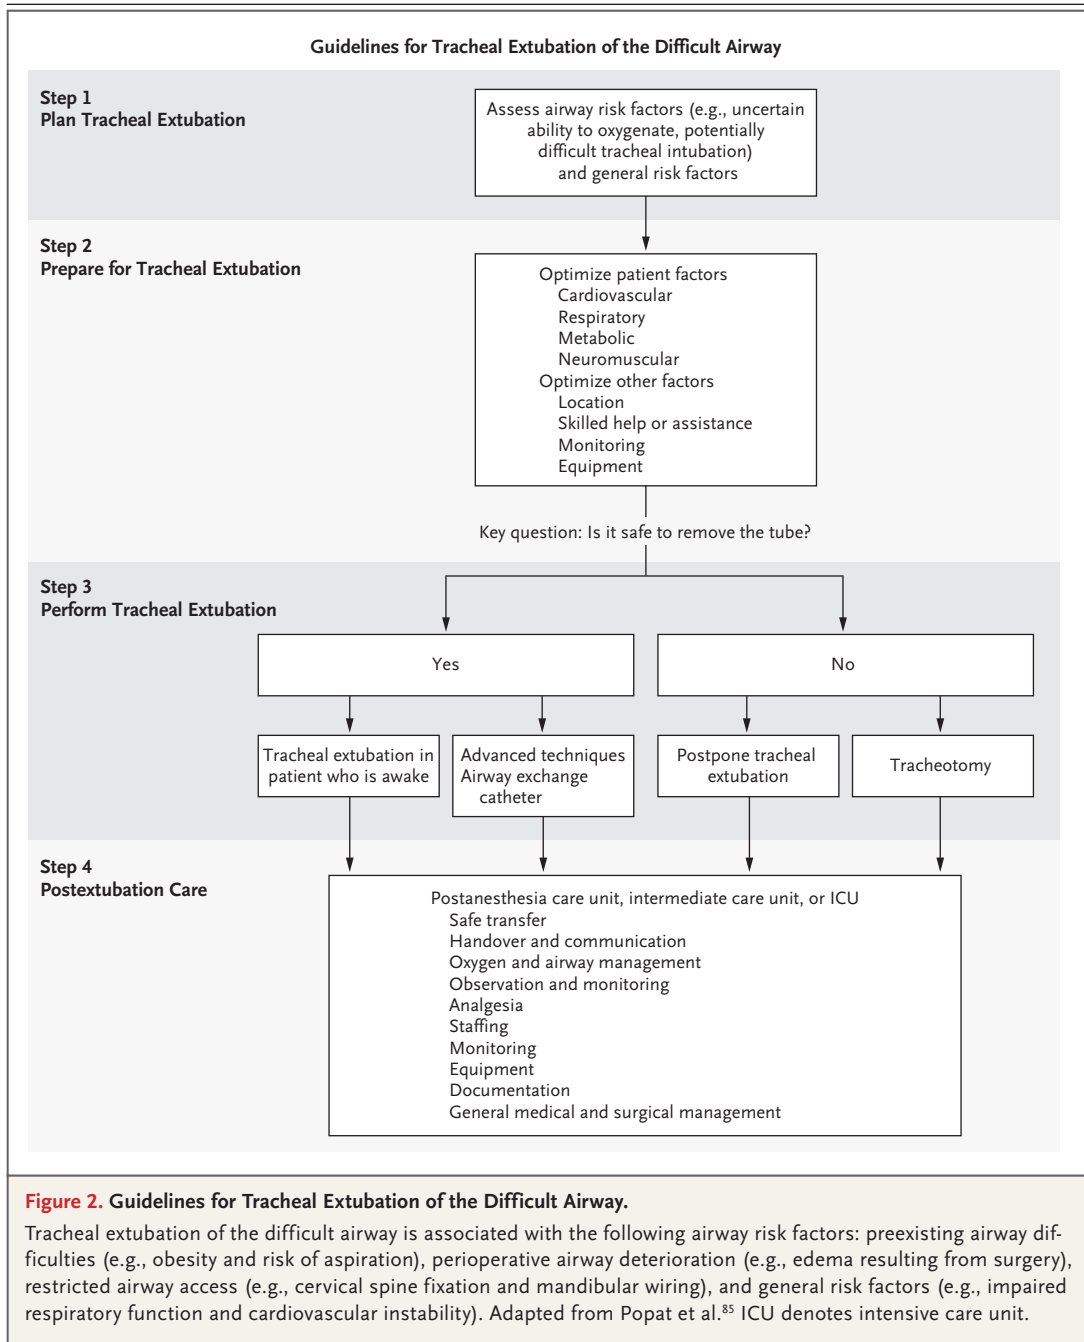 Guidelines for Tracheal Extubation of the Difficult Airway
Step 1
Plan Tracheal Extubation
Assess airway risk factors (e.g., uncertain
ability to oxygenate, potentially
difficult tracheal intubation)
and general risk factors
Step 2
Prepare for Tracheal Extubation
Optimize patient factors
Cardiovascular
Respiratory
Metabolic
Neuromuscular
Optimize other factors
Location
Skilled help or assistance
Monitoring
Equipment
Key question: Is it safe to remove the tube?
Step 3
Perform Tracheal Extubation
Yes
No
Tracheal extubation in
patient who is awake
Advanced techniques
Airway exchange
catheter
Postpone tracheal
extubation
Tracheotomy
Step 4
Postextubation Care
Postanesthesia care unit, intermediate care unit, or ICU
Safe transfer
Handover and communication
Oxygen and airway management
Observation and monitoring
Analgesia
Staffing
Monitoring
Equipment
Documentation
General medical and surgical management
Figure 2. Guidelines for Tracheal Extubation of the Difficult Airway.
Tracheal extubation of the difficult airway is associated with the following airway risk factors: preexisting airway dif-
ficulties (e.g., obesity and risk of aspiration), perioperative airway deterioration (e.g., edema resulting from surgery),
restricted airway access (e.g., cervical spine fixation and mandibular wiring), and general risk factors (e.g., impaired
respiratory function and cardiovascular instability). Adapted from Popat et al.85 ICU denotes intensive care unit.